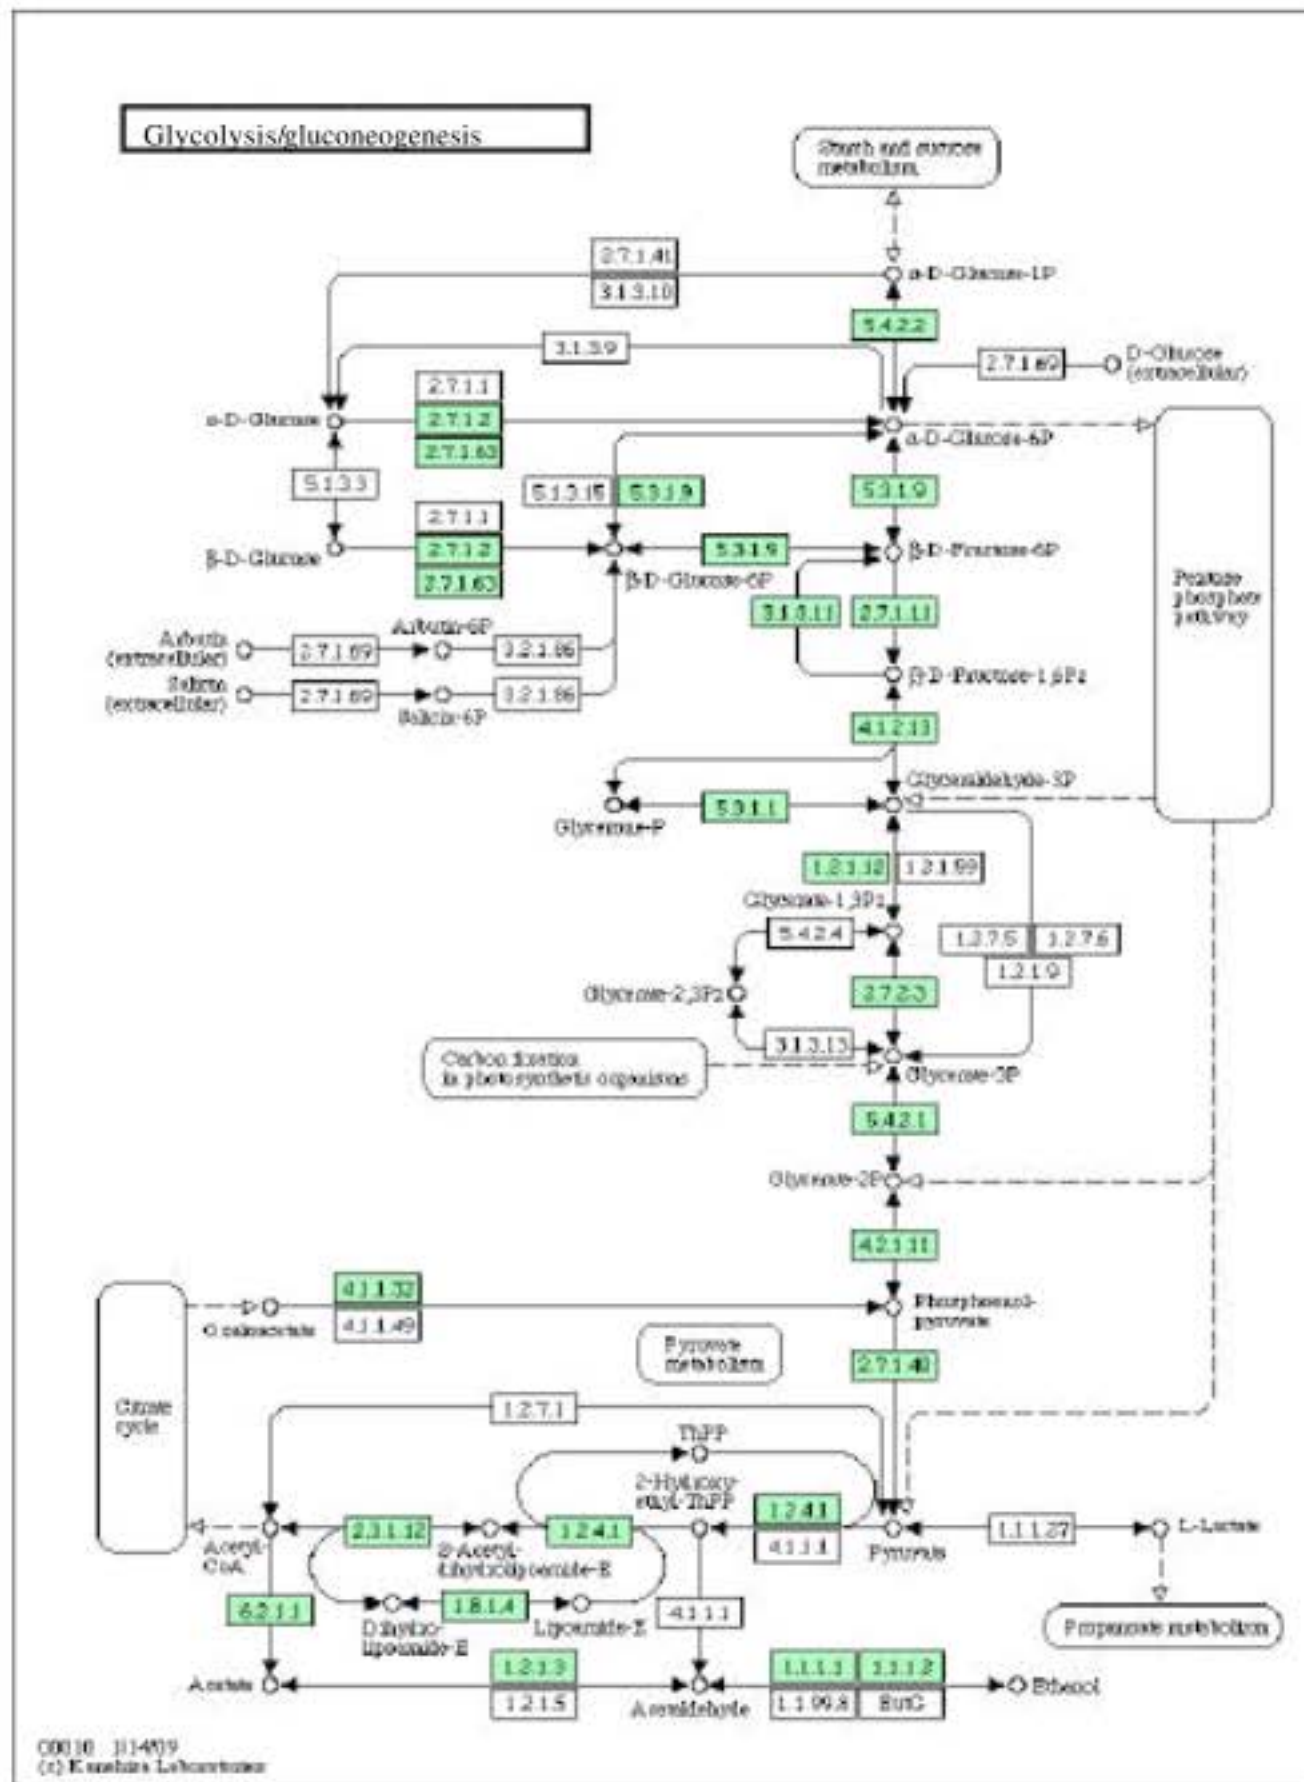 Glycolysis/gluconeogenesis
Starch and sucrose
metabolism
2.7.1.41
3.1.3.10
α-D-Glucose-1P
5.4.2.2
3.1.3.9
2.7.1.69
D-Glucose
(extracellular)
2.7.1.1
α-D-Glucose
2.7.1.2
2.7.1.63
α-D-Glucose-6P
5.1.3.3
5.1.3.15
5.3.1.9
5.3.1.9
2.7.1.1
β-D-Glucose
2.7.1.2
2.7.1.63
β-D-Glucose-6P
5.3.1.9
β-D-Fructose-6P
Pentose
phosphate
pathway
3.1.3.11
2.7.1.11
Arbutin
(extracellular)
2.7.1.69
Arbutin-6P
3.2.1.86
Salicin
(extracellular)
2.7.1.69
Salicin-6P
3.2.1.86
β-D-Fructose-1,6P2
4.1.2.13
Glyceraldehyde-3P
Glycerone-P
5.3.1.1
1.2.1.12
1.2.1.59
Glycerate-1,3P2
5.4.2.4
1.2.7.5
1.2.7.6
1.2.1.9
Glycerate-2,3P2
2.7.2.3
3.1.3.13
Carbon fixation
in photosynthetic organisms
Glycerate-3P
5.4.2.1
Glycerate-2P
4.2.1.11
4.1.1.32
Oxaloacetate
4.1.1.49
Phosphoenol-
pyruvate
Pyruvate
metabolism
2.7.1.40
Citrate
cycle
1.2.7.1
ThPP
2-Hydroxy-
ethyl-ThPP
2.3.1.12
1.2.4.1
1.2.4.1
4.1.1.1
1.1.1.27
L-Lactate
Acetyl-
CoA
Acetyl-
dihydrolipoamide-E
Pyruvate
6.2.1.1
1.8.1.4
4.1.1.1
Dihydro-
lipoamide-E
Lipoamide-E
Propanoate metabolism
Acetate
1.2.1.3
1.2.1.5
Acetaldehyde
1.1.1.1
1.1.1.2
1.1.99.8
Ethanol
(c) Kanehisa Laboratories